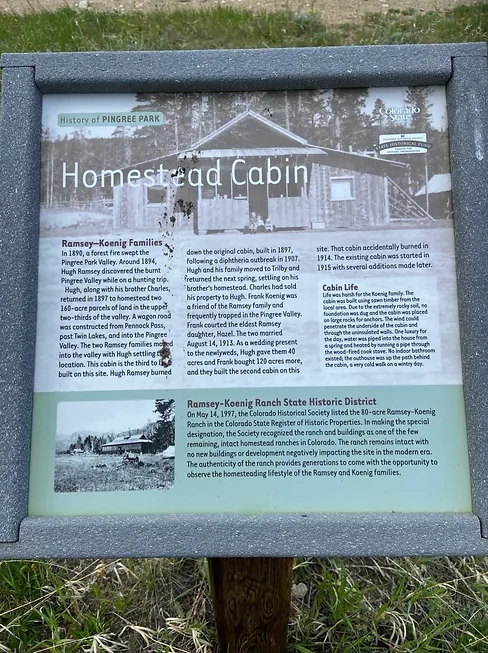 History of PINGREE PARK
Colorado
State
STATE HISTORICAL FUND
Homestead Cabin
Ramsey–Koenig Families
In 1890, a forest fire swept the
Pingree Park Valley. Around 1894,
Hugh Ramsey discovered the burnt
Pingree Valley while on a hunting trip.
Hugh, along with his brother Charles,
returned in 1897 to homestead two
160-acre parcels of land in the upper
two-thirds of the valley. A wagon road
was constructed from Pennock Pass,
past Twin Lakes, and into the Pingree
Valley. The two Ramsey families moved
into the valley with Hugh settling
location. This cabin is the third to be
built on this site. Hugh Ramsey burned
down the original cabin, built in 1897,
following a diphtheria outbreak in 1907.
Hugh and his family moved to Trilby and
returned the next spring, settling on his
brother's homestead. Charles had sold
his property to Hugh. Frank Koenig was
a friend of the Ramsey family and
frequently trapped in the Pingree Valley.
Frank courted the eldest Ramsey
daughter, Hazel. The two married
August 14, 1913. As a wedding present
to the newlyweds, Hugh gave them 40
acres and Frank bought 120 acres more,
and they built the second cabin on this
site. That cabin accidentally burned in
1914. The existing cabin was started in
1915 with several additions made later.
Cabin Life
Life was harsh for the Koenig family. The
cabin was built using sawn timber from the
local area. Due to the extremely rocky soil, no
foundation was dug and the cabin was placed
on large rocks for anchors. The wind could
penetrate the underside of the cabin and
through the uninsulated walls. One luxury for
the day, water was piped into the house from
a spring and heated by running a pipe through
the wood-fired cook stove. No indoor bathroom
existed; the outhouse was up the path behind
the cabin, a very cold walk on a wintry day.
Ramsey-Koenig Ranch State Historic District
On May 14, 1997, the Colorado Historical Society listed the 80-acre Ramsey-Koenig
Ranch in the Colorado State Register of Historic Properties. In making the special
designation, the Society recognized the ranch and buildings as one of the few
remaining, intact homestead ranches in Colorado. The ranch remains intact with
no new buildings or development negatively impacting the site in the modern era.
The authenticity of the ranch provides generations to come with the opportunity to
observe the homesteading lifestyle of the Ramsey and Koenig families.